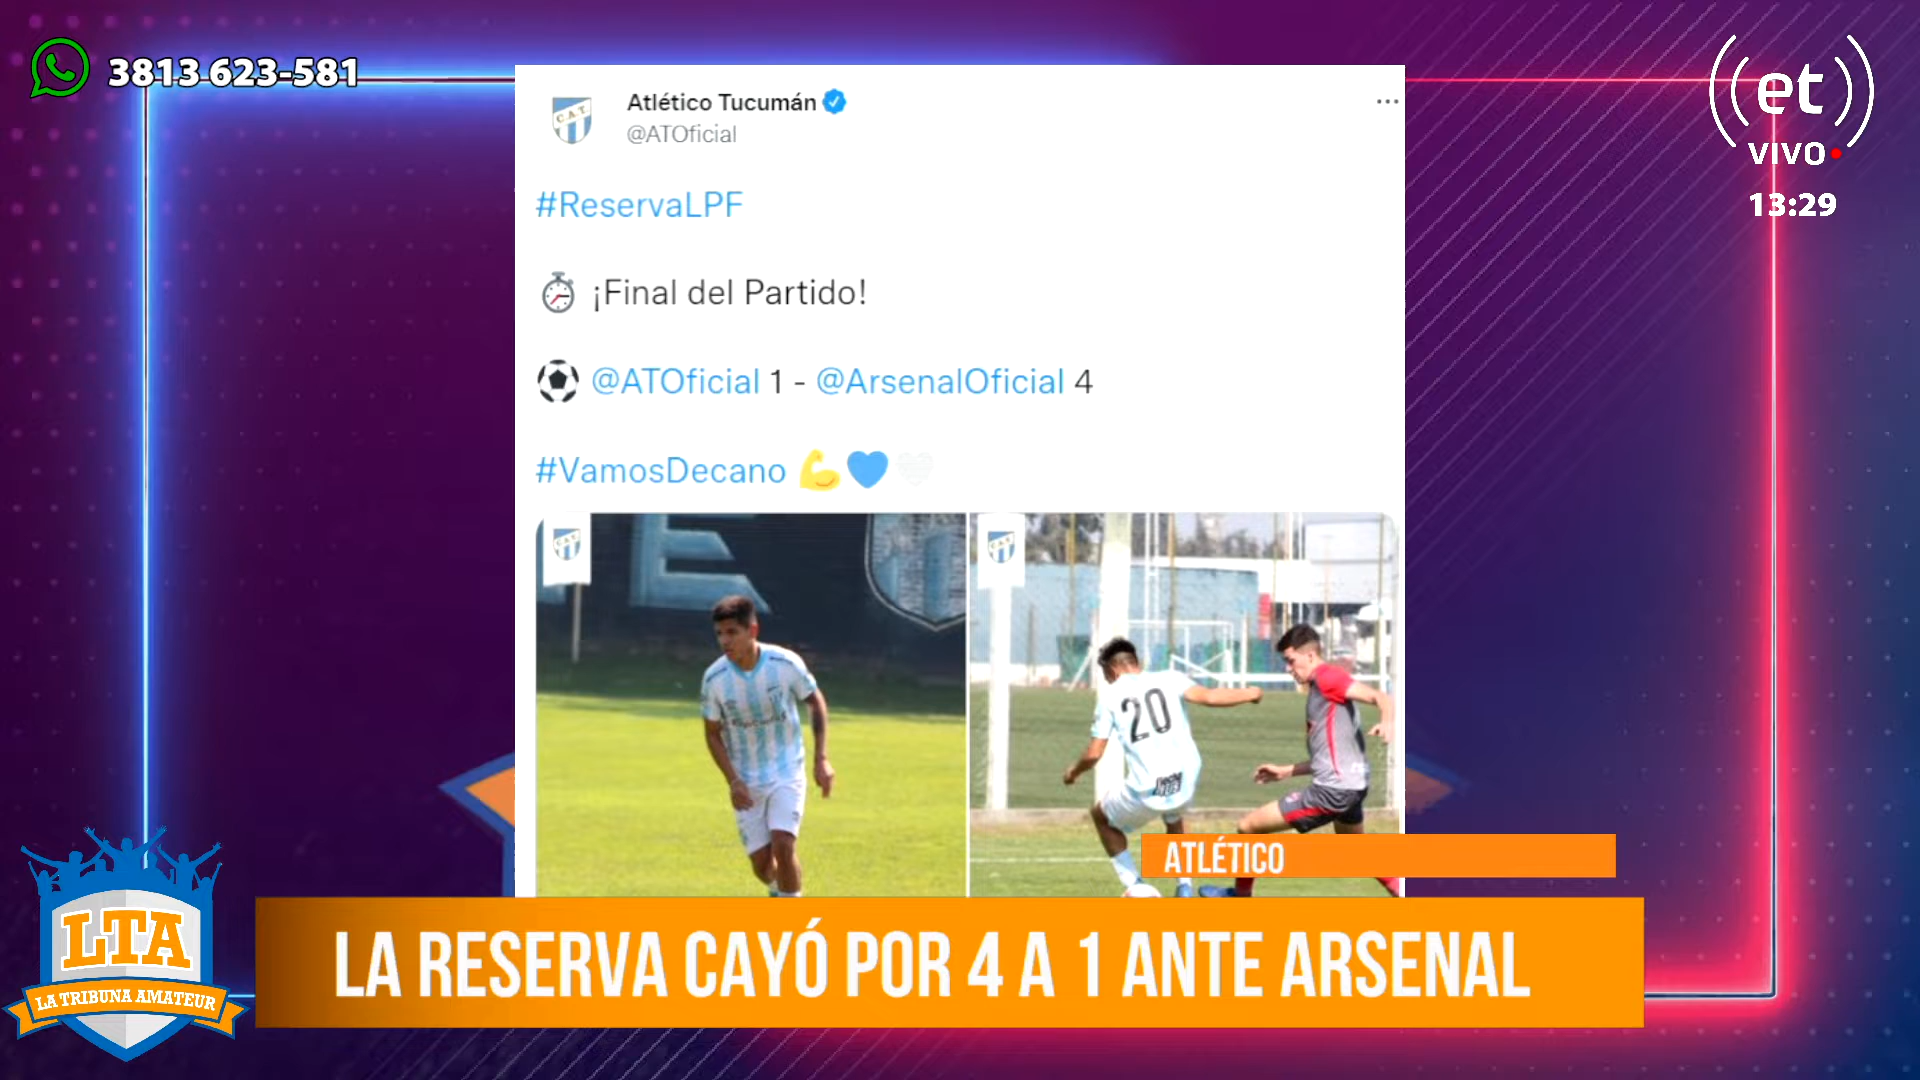 3813 623-581
et
VIVO
13:29
Atlético Tucumán
@ATOficial
#ReservaLPF
¡Final del Partido!
@ATOficial 1 - @ArsenalOficial 4
#VamosDecano
CAT
E
20
ATLÉTICO
LA RESERVA CAYÓ POR 4 A 1 ANTE ARSENAL
LTA
LA TRIBUNA AMATEUR